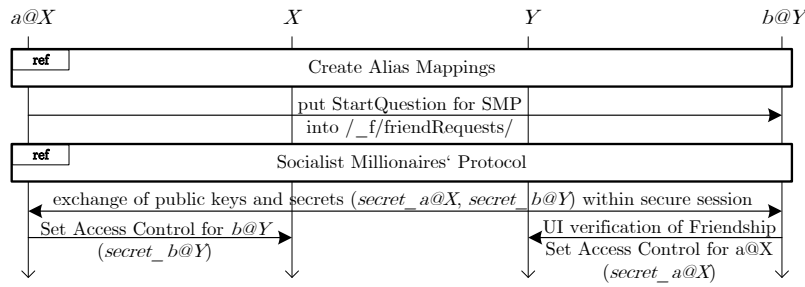 a@X X Y b@Y
ref
Create Alias Mappings
put StartQuestion for SMP
into /_f/friendRequests/
ref
Socialist Millionaires‘ Protocol
exchange of public keys and secrets (secret_a@X, secret_b@Y) within secure session
Set Access Control for b@Y
(secret_b@Y)
UI verification of Friendship
Set Access Control for a@X
(secret_a@X)